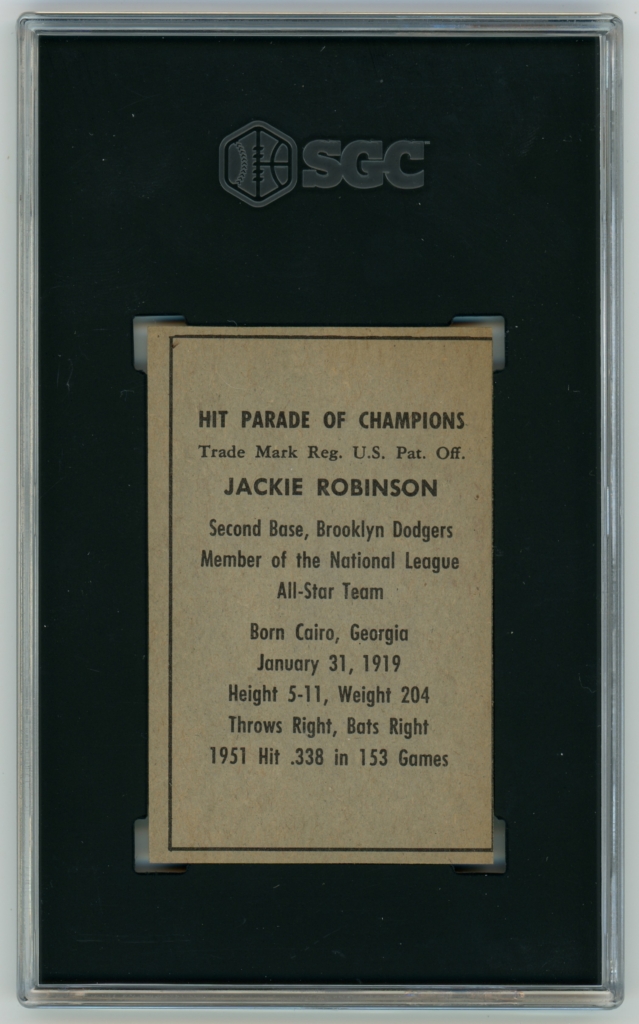 SGC
HIT PARADE OF CHAMPIONS
Trade Mark Reg. U.S. Pat. Off.
JACKIE ROBINSON
Second Base, Brooklyn Dodgers
Member of the National League
All-Star Team
Born Cairo, Georgia
January 31, 1919
Height 5-11, Weight 204
Throws Right, Bats Right
1951 Hit .338 in 153 Games